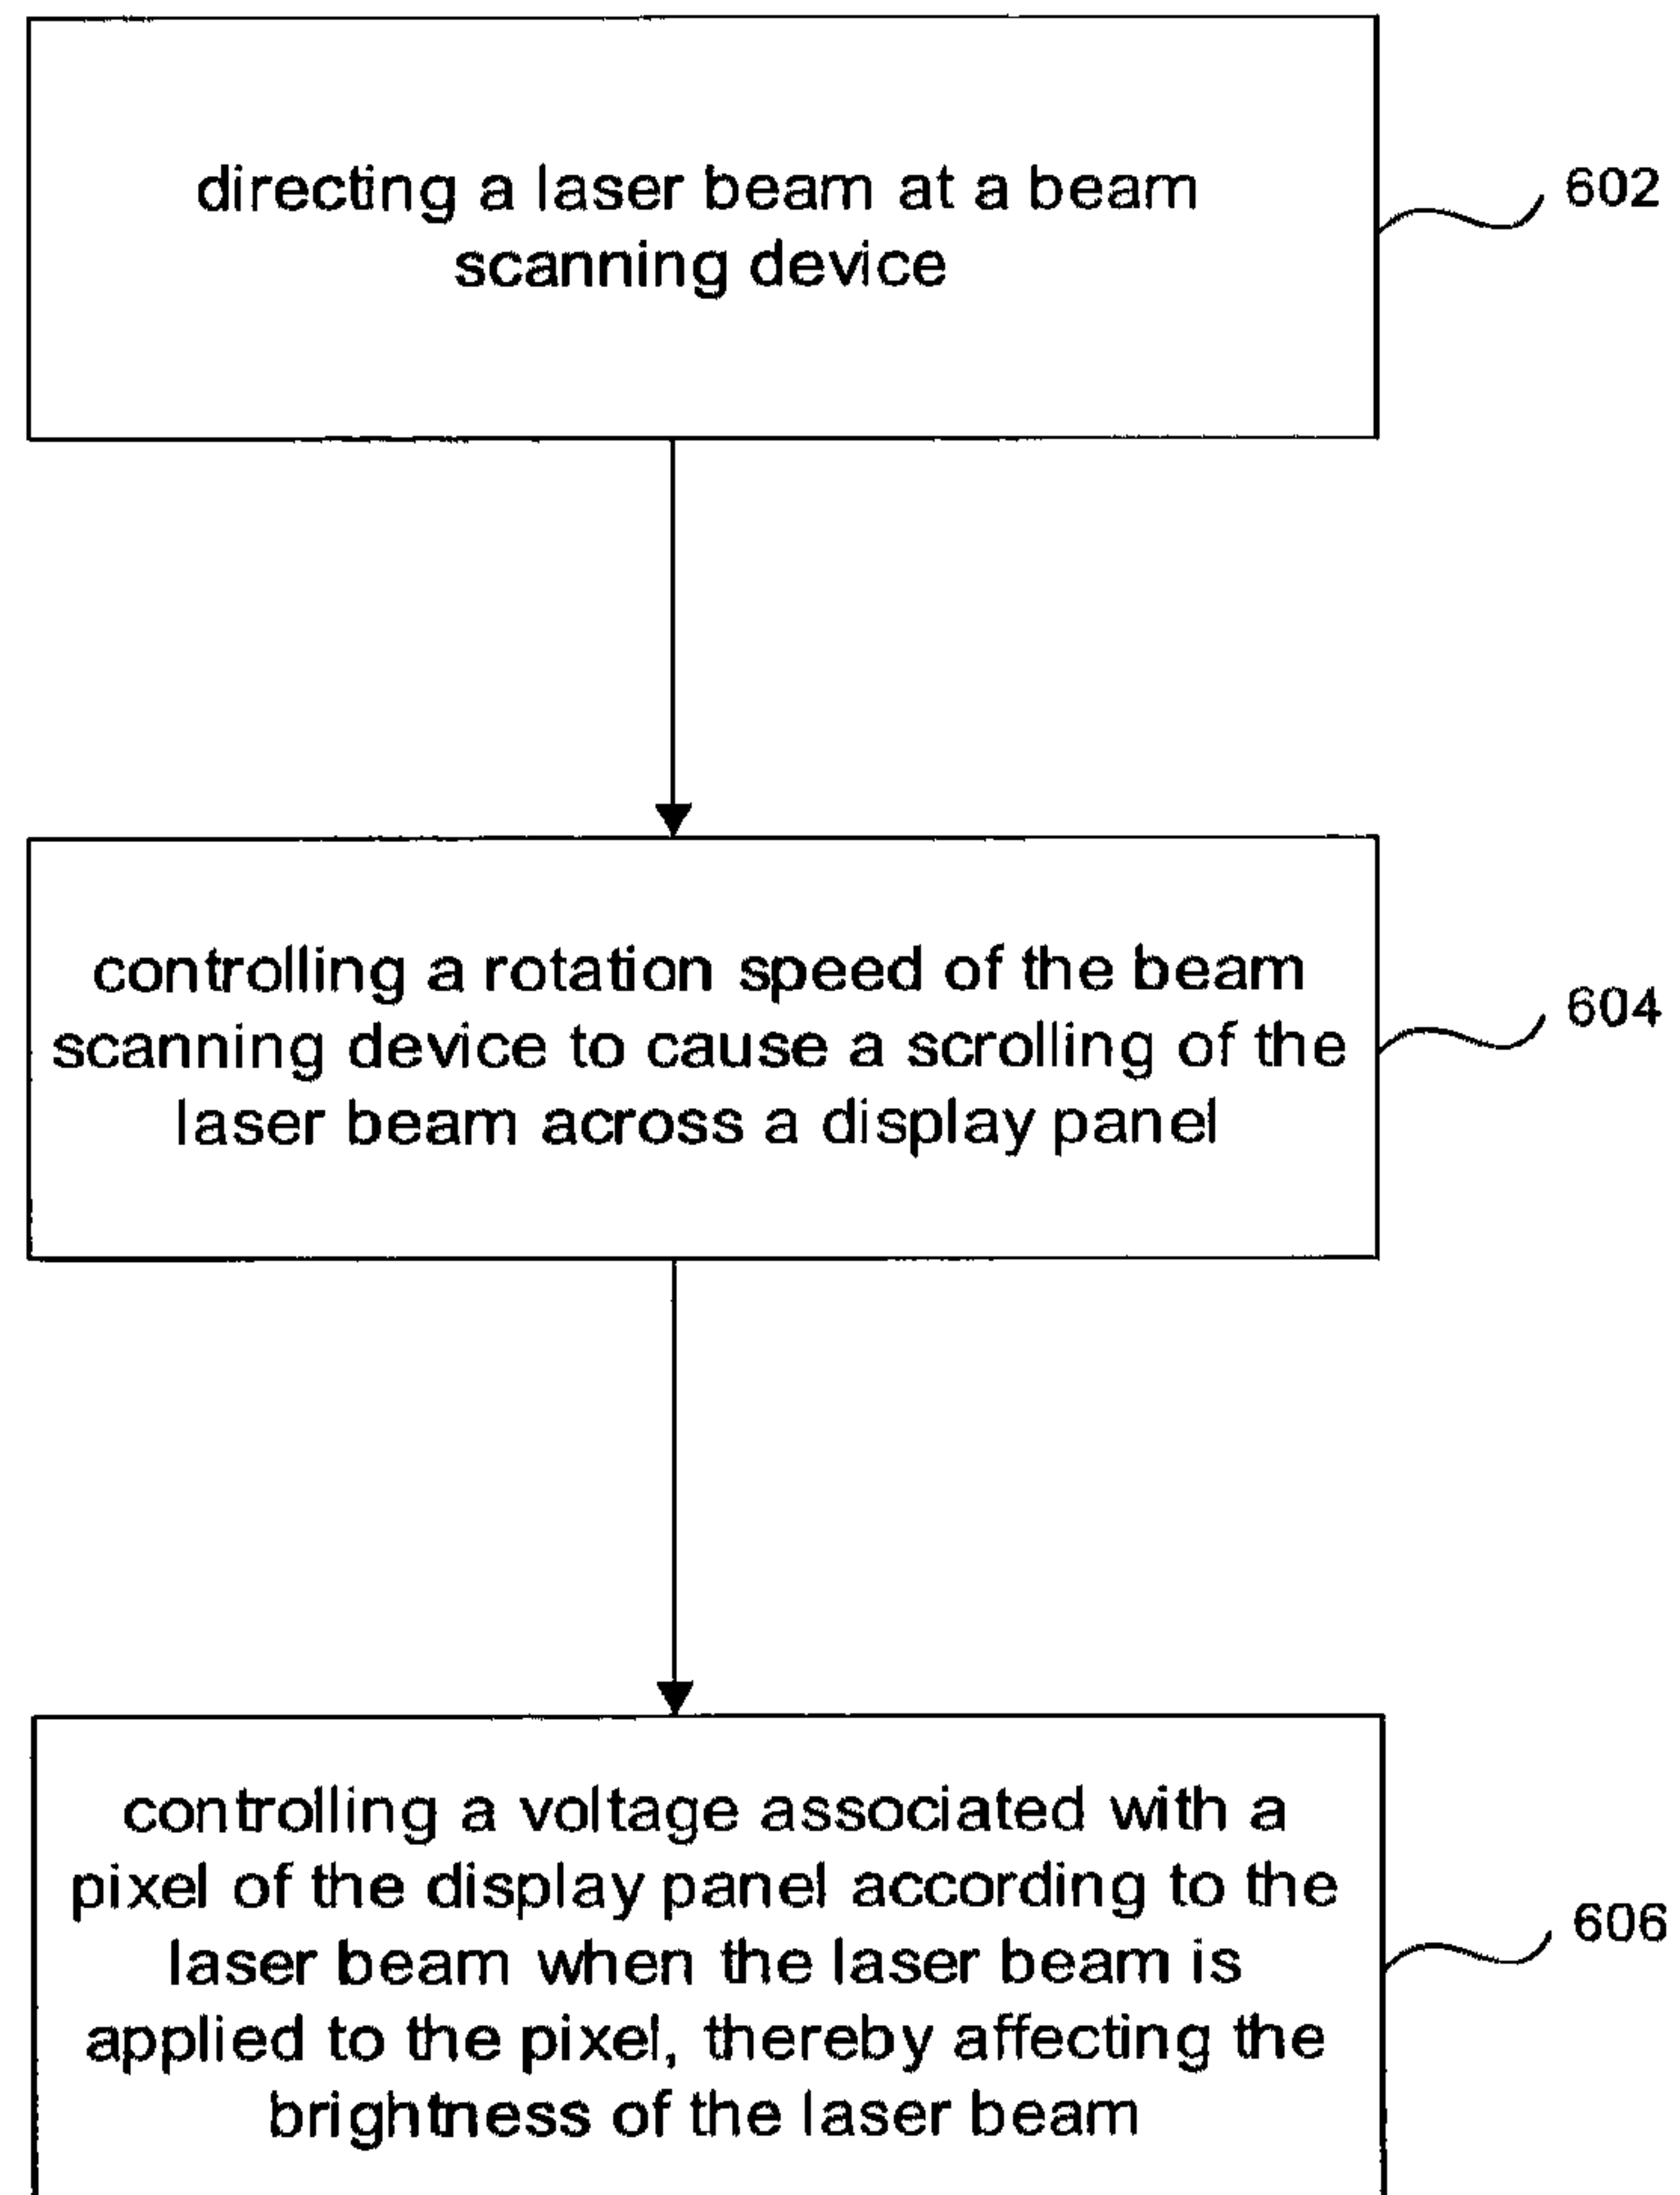 directing a laser beam at a beam
scanning device
602
controlling a rotation speed of the beam
scanning device to cause a scrolling of the
laser beam across a display panel
604
controlling a voltage associated with a
pixel of the display panel according to the
laser beam when the laser beam is
applied to the pixel, thereby affecting the
brightness of the laser beam
606